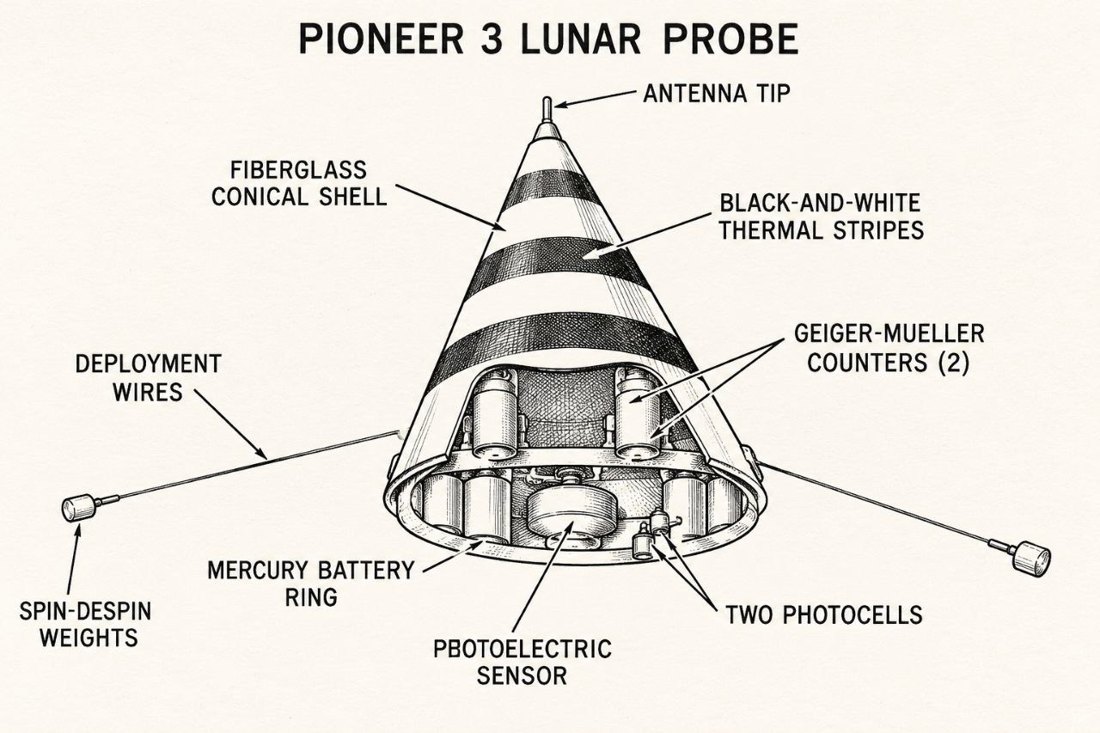 PIONEER 3 LUNAR PROBE
ANTENNA TIP
FIBERGLASS
CONICAL SHELL
BLACK-AND-WHITE
THERMAL STRIPES
GEIGER-MUELLER
COUNTERS (2)
DEPLOYMENT
WIRES
MERCURY BATTERY
RING
SPIN-DESPIN
WEIGHTS
TWO PHOTOCELLS
PBOTOELECTRIC
SENSOR